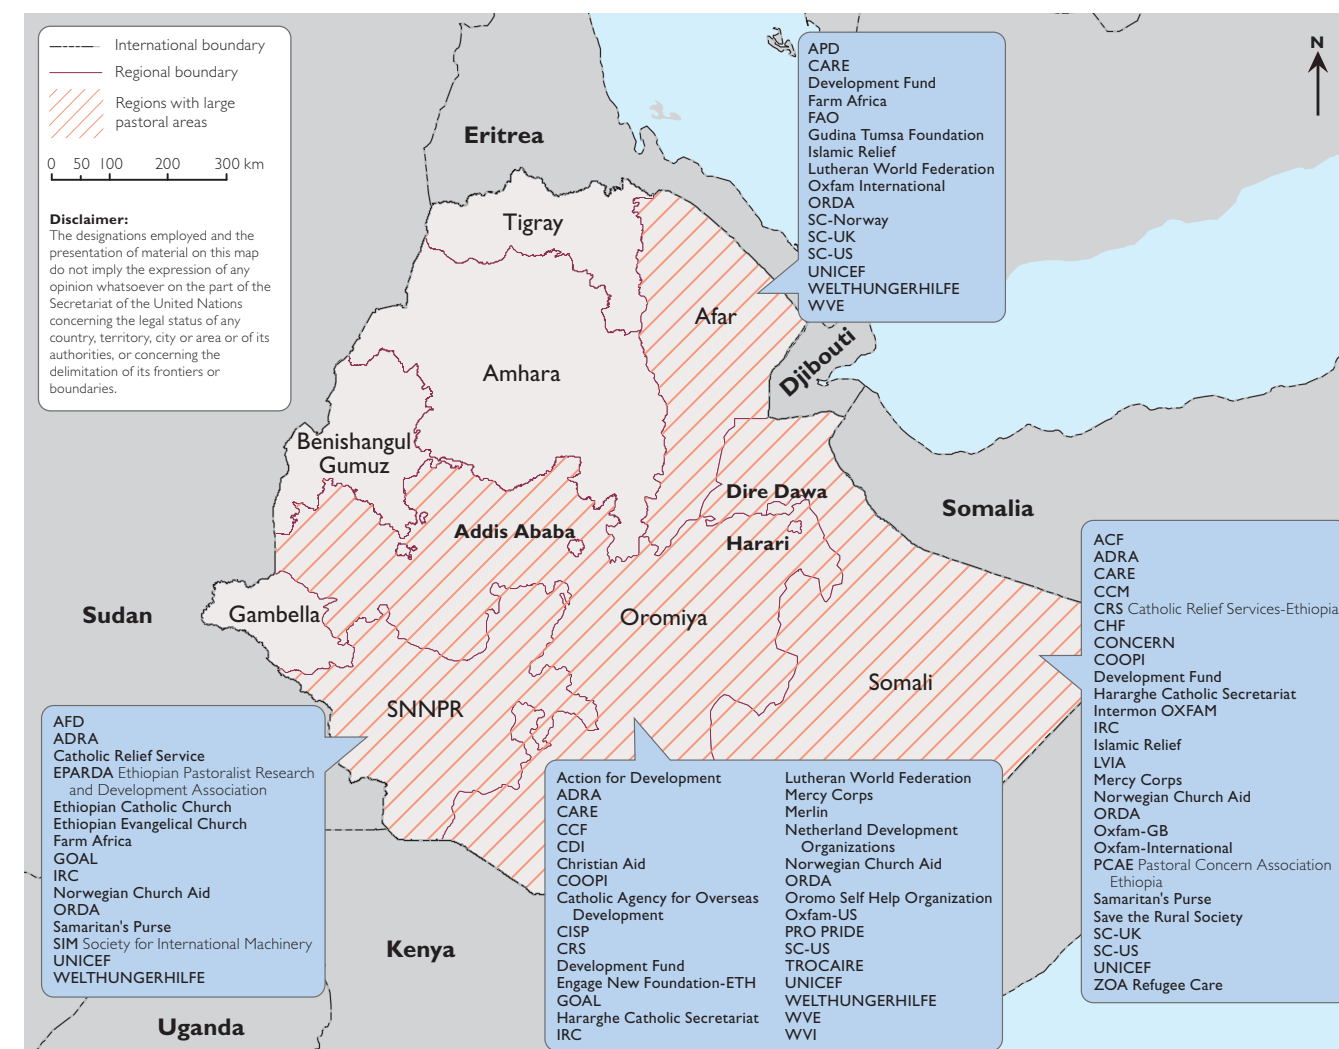 International boundary
Regional boundary
Regions with large
pastoral areas
0 50 100 200 300 km
Disclaimer:
The designations employed and the
presentation of material on this map
do not imply the expression of any
opinion whatsoever on the part of the
Secretariat of the United Nations
concerning the legal status of any
country, territory, city or area or of its
authorities, or concerning the
delimitation of its frontiers or
boundaries.
N
APD
CARE
Development Fund
Farm Africa
FAO
Gudina Tumsa Foundation
Islamic Relief
Lutheran World Federation
Oxfam International
ORDA
SC-Norway
SC-UK
SC-US
UNICEF
WELTHUNGERHILFE
WVE
Eritrea
Tigray
Afar
Djibouti
Amhara
Benishangul
Gumuz
Dire Dawa
Somalia
Addis Ababa
Harari
Sudan
Gambella
Oromiya
Somali
SNNPR
Kenya
Uganda
ACF
ADRA
CARE
CCM
CRS Catholic Relief Services-Ethiopia
CHF
CONCERN
COOPI
Development Fund
Hararghe Catholic Secretariat
Intermon OXFAM
IRC
Islamic Relief
LVIA
Mercy Corps
Norwegian Church Aid
ORDA
Oxfam-GB
Oxfam-International
PCAE Pastoral Concern Association
Ethiopia
Samaritan's Purse
Save the Rural Society
SC-UK
SC-US
UNICEF
ZOA Refugee Care
AFD
ADRA
Catholic Relief Service
EPARDA Ethiopian Pastoralist Research
and Development Association
Ethiopian Catholic Church
Ethiopian Evangelical Church
Farm Africa
GOAL
IRC
Norwegian Church Aid
ORDA
Samaritan's Purse
SIM Society for International Machinery
UNICEF
WELTHUNGERHILFE
Action for Development
ADRA
CARE
CCF
CDI
Christian Aid
COOPI
Catholic Agency for Overseas
Development
CISP
CRS
Development Fund
Engage New Foundation-ETH
GOAL
Hararghe Catholic Secretariat
IRC
Lutheran World Federation
Mercy Corps
Merlin
Netherland Development
Organizations
Norwegian Church Aid
ORDA
Oromo Self Help Organization
Oxfam-US
PRO PRIDE
SC-US
TROCAIRE
UNICEF
WELTHUNGERHILFE
WVE
WVI